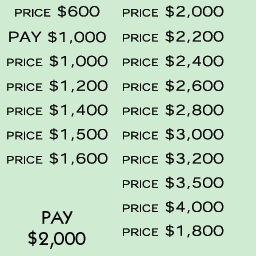 PRICE $600
PAY $1,000
PRICE $1,000
PRICE $1,200
PRICE $1,400
PRICE $1,500
PRICE $1,600
PAY
$2,000
PRICE $2,000
PRICE $2,200
PRICE $2,400
PRICE $2,600
PRICE $2,800
PRICE $3,000
PRICE $3,200
PRICE $3,500
PRICE $4,000
PRICE $1,800